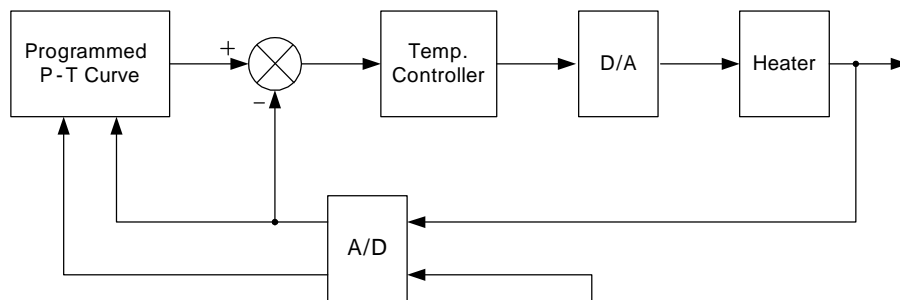 Programmed
P-T Curve
+
−
Temp.
Controller
D/A
Heater
A/D